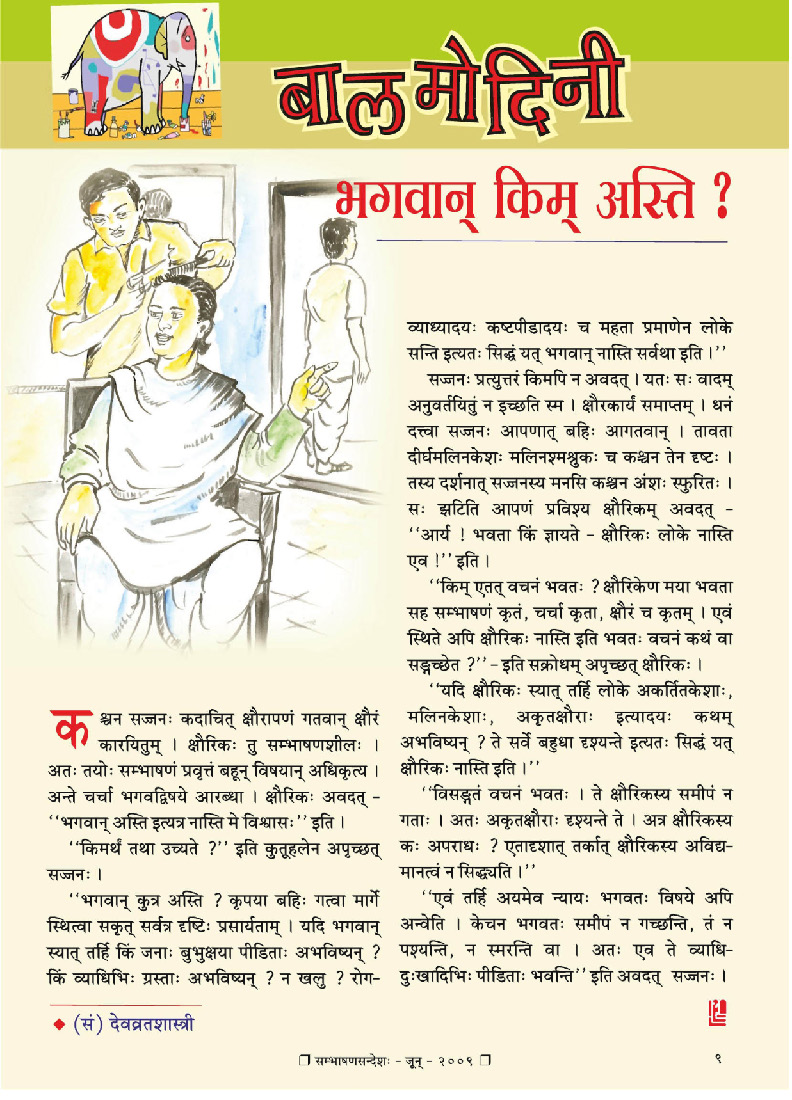 बालमोदिनी
भगवान् किम् अस्ति ?
कश्चन सज्जनः कदाचित् क्षौरापणं गतवान् क्षौरं
कारयितुम् । क्षौरिकः तु सम्भाषणशीलः ।
अतः तयोः सम्भाषणं प्रवृत्तं बहून् विषयान् अधिकृत्य ।
अन्ते चर्चा भगवद्विषये आरब्धा । क्षौरिकः अवदत् –
‘‘भगवान् अस्ति इत्यत्र नास्ति मे विश्वासः’’ इति ।
‘‘किमर्थं तथा उच्यते ?’’ इति कुतूहलेन अपृच्छत्
सज्जनः ।
‘‘भगवान् कुत्र अस्ति ? कृपया बहिः गत्वा मार्गे
स्थित्वा सकृत् सर्वत्र दृष्टिः प्रसार्यताम् । यदि भगवान्
स्यात् तर्हि किं जनाः बुभुक्षया पीडिताः अभविष्यन् ?
किं व्याधिभिः ग्रस्ताः अभविष्यन् ? न खलु ? रोग-
व्याध्यादयः कष्टपीडादयः च महता प्रमाणेन लोके
सन्ति इत्यतः सिद्धं यत् भगवान् नास्ति सर्वथा इति ।’’
सज्जनः प्रत्युत्तरं किमपि न अवदत् । यतः सः वादम्
अनुवर्तयितुं न इच्छति स्म । क्षौरकार्यं समाप्तम् । धनं
दत्त्वा सज्जनः आपणात् बहिः आगतवान् । तावता
दीर्घमलिनकेशः मलिनश्मश्रुकः च कश्चन तेन दृष्टः ।
तस्य दर्शनात् सज्जनस्य मनसि कश्चन अंशः स्फुरितः ।
सः झटिति आपणं प्रविश्य क्षौरिकम् अवदत् –
‘‘आर्य ! भवता किं ज्ञायते – क्षौरिकः लोके नास्ति
एव !’’ इति ।
‘‘किम् एतत् वचनं भवतः ? क्षौरिकेण मया भवता
सह सम्भाषणं कृतं, चर्चा कृता, क्षौरं च कृतम् । एवं
स्थिते अपि क्षौरिकः नास्ति इति भवतः वचनं कथं वा
सङ्गच्छेत ?’’ – इति सक्रोधम् अपृच्छत् क्षौरिकः ।
‘‘यदि क्षौरिकः स्यात् तर्हि लोके अकर्तितकेशाः,
मलिनकेशाः, अकृतक्षौराः इत्यादयः कथम्
अभविष्यन् ? ते सर्वे बहुधा दृश्यन्ते इत्यतः सिद्धं यत्
क्षौरिकः नास्ति इति ।’’
‘‘विसङ्गतं वचनं भवतः । ते क्षौरिकस्य समीपं न
गताः । अतः अकृतक्षौराः दृश्यन्ते ते । अत्र क्षौरिकस्य
कः अपराधः ? एतादृशात् तर्कात् क्षौरिकस्य अविद्य-
मानत्वं न सिद्ध्यति ।’’
‘‘एवं तर्हि अयमेव न्यायः भगवतः विषये अपि
अन्वेति । केचन भगवतः समीपं न गच्छन्ति, तं न
पश्यन्ति, न स्मरन्ति वा । अतः एव ते व्याधि-
दुःखादिभिः पीडिताः भवन्ति’’ इति अवदत् सज्जनः ।
◆ (सं) देवव्रतशास्त्री
❐ सम्भाषणसन्देशः – जून् – २००९ ❐
९